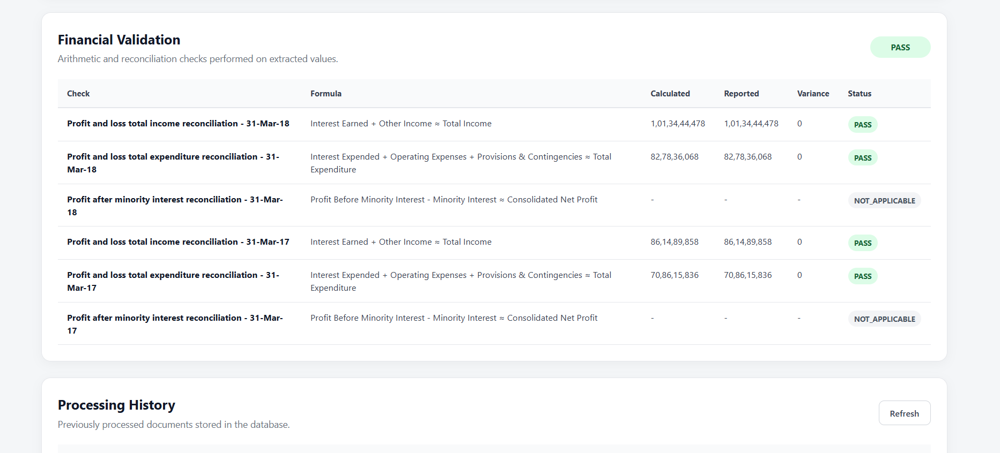 Financial Validation
PASS
Arithmetic and reconciliation checks performed on extracted values.
Check Formula Calculated Reported Variance Status
Profit and loss total income reconciliation - 31-Mar-18 Interest Earned + Other Income ≈ Total Income 1,01,34,44,478 1,01,34,44,478 0 PASS
Profit and loss total expenditure reconciliation - 31- Interest Expended + Operating Expenses + Provisions & Contingencies ≈ Total 82,78,36,068 82,78,36,068 0 PASS
Mar-18 Expenditure
Profit after minority interest reconciliation - 31-Mar- Profit Before Minority Interest - Minority Interest ≈ Consolidated Net Profit - - - NOT_APPLICABLE
18
Profit and loss total income reconciliation - 31-Mar-17 Interest Earned + Other Income ≈ Total Income 86,14,89,858 86,14,89,858 0 PASS
Profit and loss total expenditure reconciliation - 31- Interest Expended + Operating Expenses + Provisions & Contingencies ≈ Total 70,86,15,836 70,86,15,836 0 PASS
Mar-17 Expenditure
Profit after minority interest reconciliation - 31-Mar- Profit Before Minority Interest - Minority Interest ≈ Consolidated Net Profit - - - NOT_APPLICABLE
17
Processing History
Refresh
Previously processed documents stored in the database.